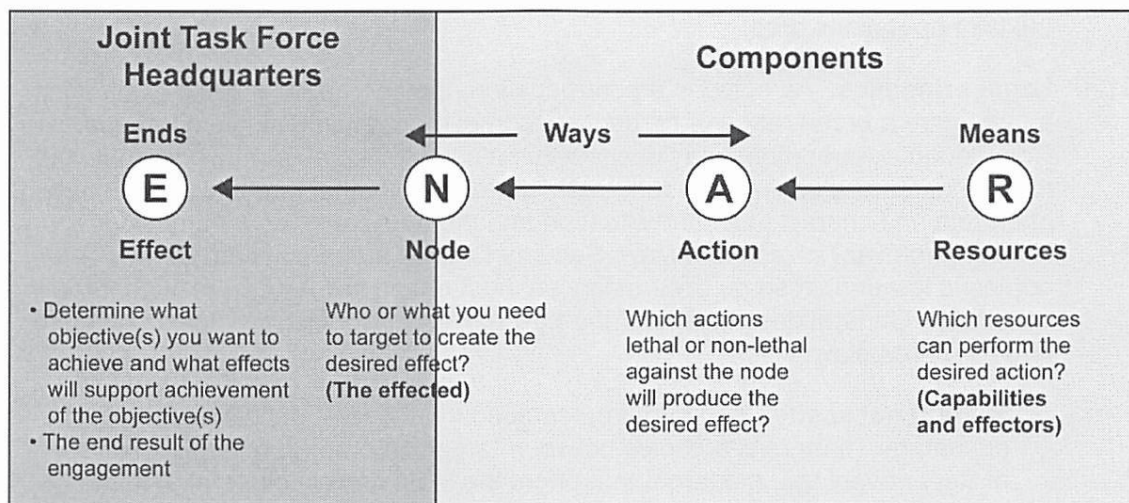 Joint Task Force
Headquarters
Components
Ends
Ways
Means
E
N
A
R
Effect
Node
Action
Resources
• Determine what
objective(s) you want to
achieve and what effects
will support achievement
of the objective(s)
• The end result of the
engagement
Who or what you need
to target to create the
desired effect?
(The effected)
Which actions
lethal or non-lethal
against the node
will produce the
desired effect?
Which resources
can perform the
desired action?
(Capabilities
and effectors)